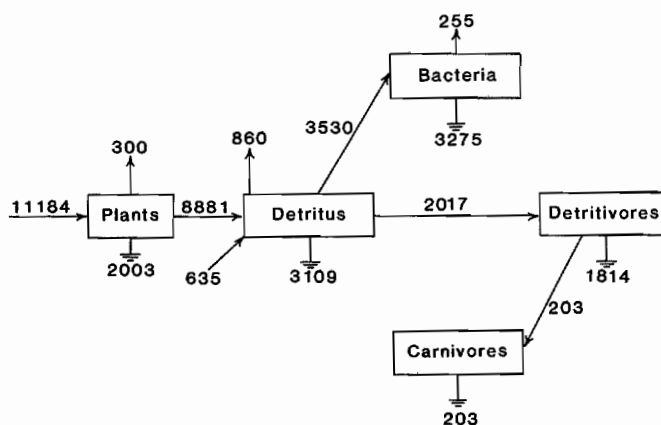 255
Bacteria
3530
3275
860
300
11184
Plants
8881
Detritus
2017
Detritivores
2003
635
3109
1814
203
Carnivores
203